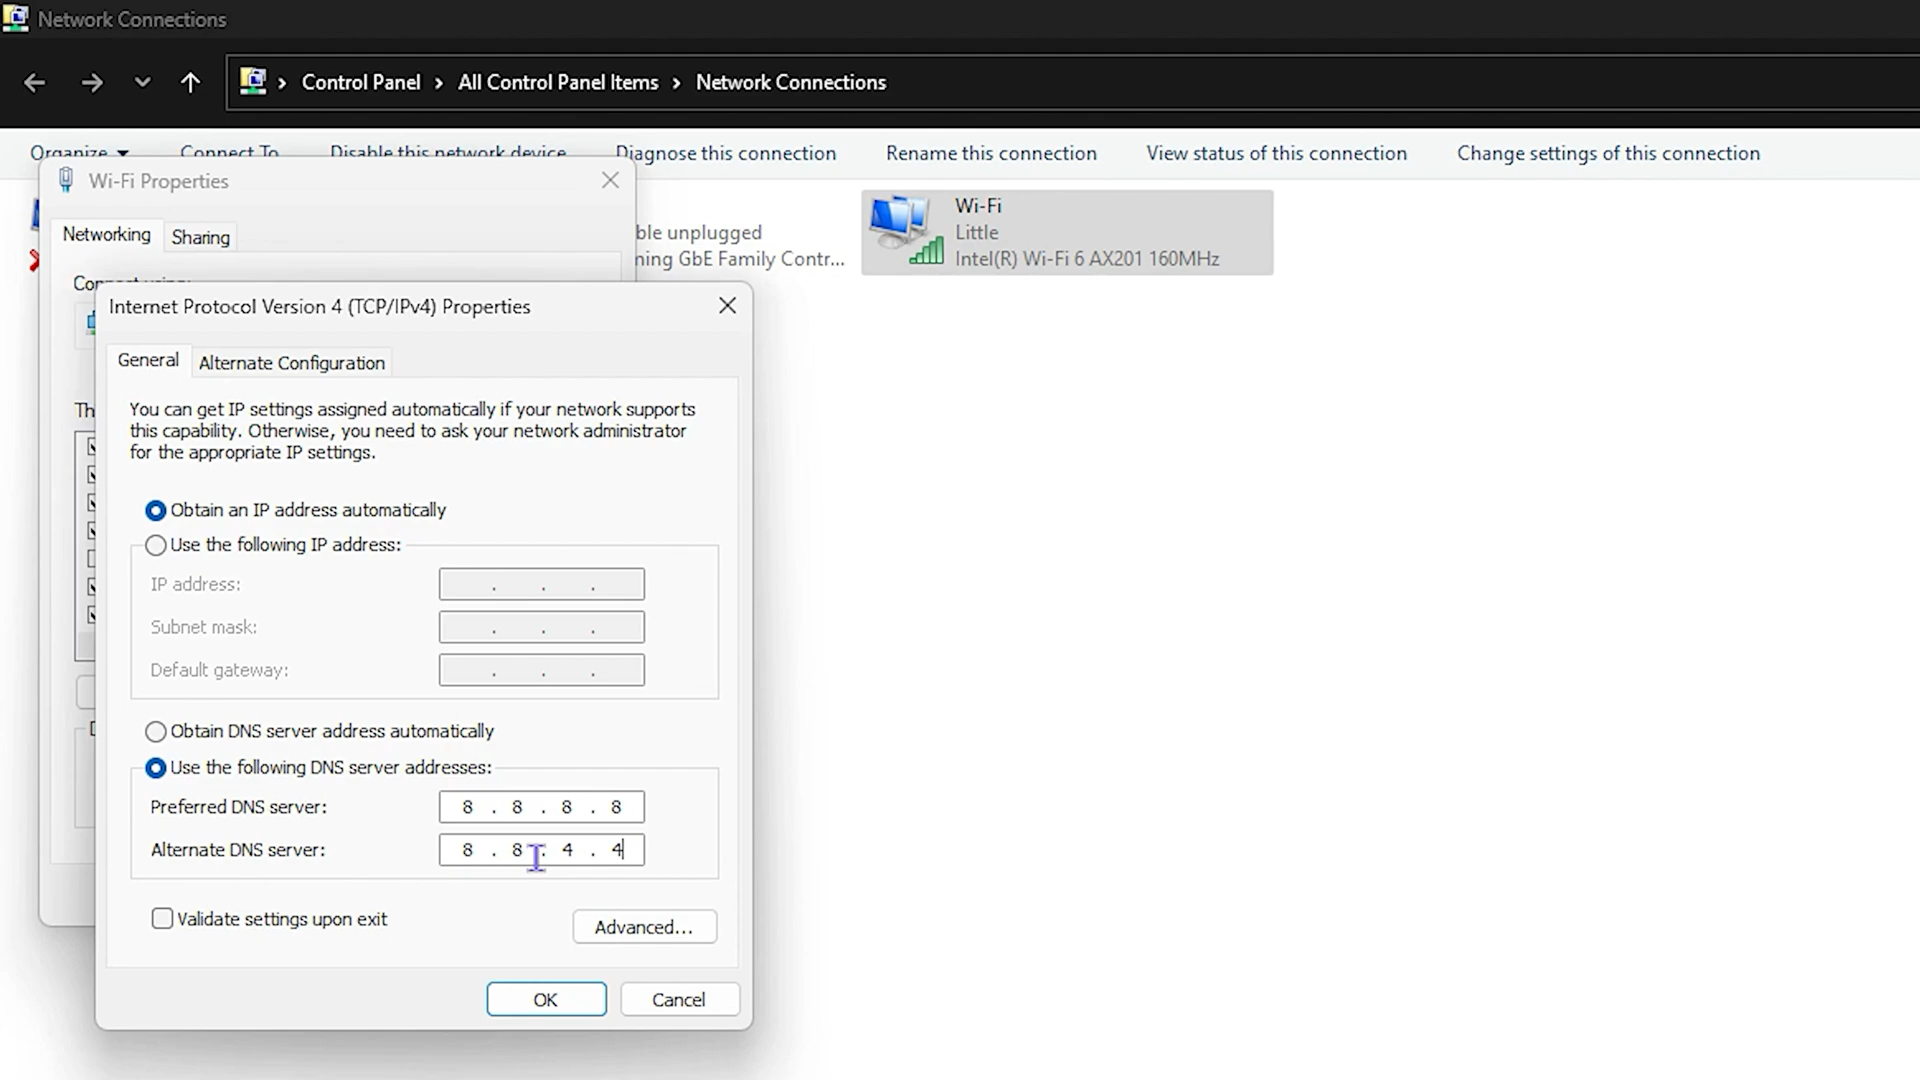 Network Connections
Control Panel > All Control Panel Items > Network Connections
Organize Connect To Disable this network device Diagnose this connection Rename this connection View status of this connection Change settings of this connection
Wi-Fi Properties
Networking Sharing
Connect using:
ble unplugged
ning GbE Family Contr...
Wi-Fi
Little
Intel(R) Wi-Fi 6 AX201 160MHz
Internet Protocol Version 4 (TCP/IPv4) Properties
General Alternate Configuration
You can get IP settings assigned automatically if your network supports
this capability. Otherwise, you need to ask your network administrator
for the appropriate IP settings.
Obtain an IP address automatically
Use the following IP address:
IP address: . . .
Subnet mask: . . .
Default gateway: . . .
Obtain DNS server address automatically
Use the following DNS server addresses:
Preferred DNS server: 8 . 8 . 8 . 8
Alternate DNS server: 8 . 8 . 4 . 4
Validate settings upon exit
Advanced...
OK Cancel